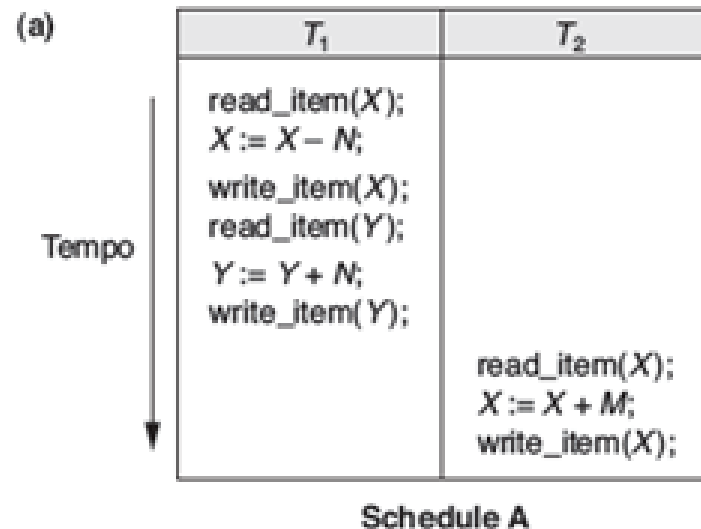 (a)
T₁ T₂
read_item(X);
X := X – N;
write_item(X);
read_item(Y);
Tempo
Y := Y + N;
write_item(Y);
read_item(X);
X := X + M;
write_item(X);
Schedule A